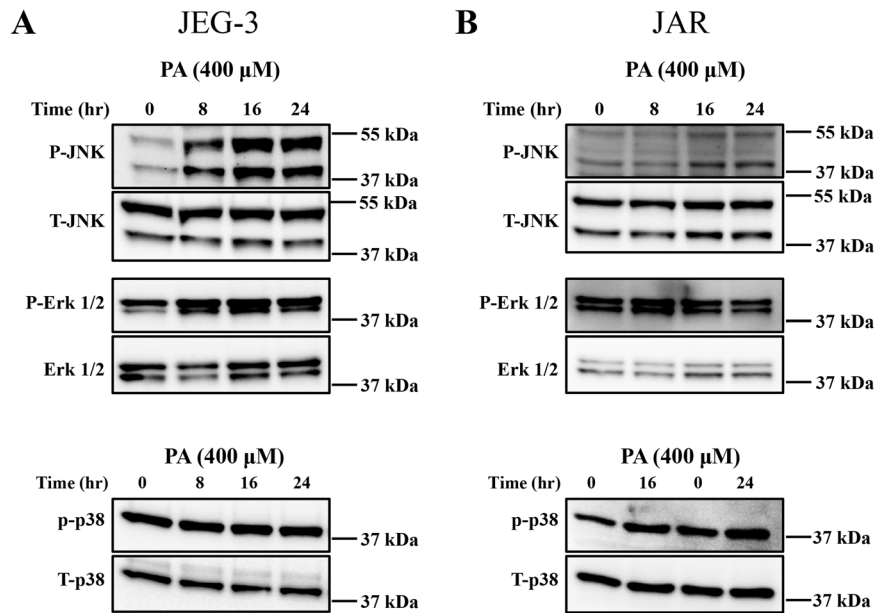 A JEG-3
PA (400 μM)
Time (hr) 0 8 16 24
P-JNK 55 kDa
37 kDa
T-JNK 55 kDa
37 kDa
P-Erk 1/2 37 kDa
Erk 1/2 37 kDa
PA (400 μM)
Time (hr) 0 8 16 24
p-p38 37 kDa
T-p38 37 kDa
B JAR
PA (400 μM)
Time (hr) 0 8 16 24
P-JNK 55 kDa
37 kDa
T-JNK 55 kDa
37 kDa
P-Erk 1/2 37 kDa
Erk 1/2 37 kDa
PA (400 μM)
Time (hr) 0 16 0 24
p-p38 37 kDa
T-p38 37 kDa